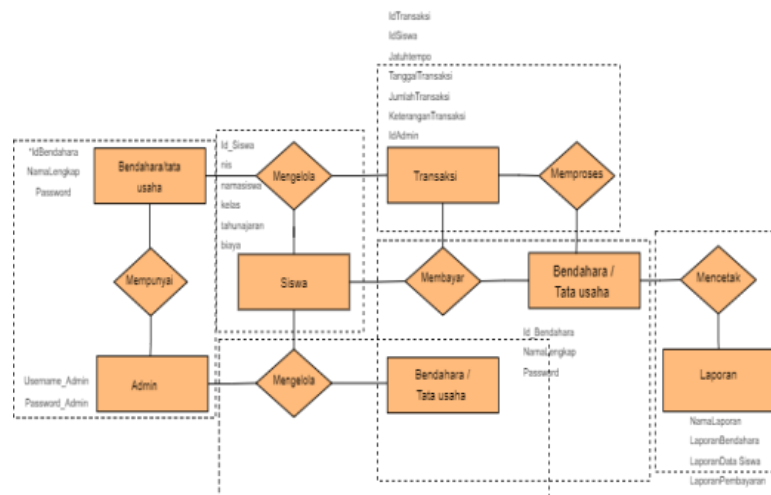 IdTransaksi
IdSiswa
Jatuhtempo
TanggalTransaksi
JumlahTransaksi
KeteranganTransaksi
IdAdmin
*IdBendahara
NamaLengkap
Password
Bendahara/tata
usaha
Id_Siswa
nis
namasiswa
kelas
tahunajaran
biaya
Mengelola
Transaksi
Memproses
Mempunyai
Siswa
Membayar
Bendahara /
Tata usaha
Mencetak
Id_Bendahara
NamaLengkap
Password
Username_Admin
Password_Admin
Admin
Mengelola
Bendahara /
Tata usaha
Laporan
NamaLaporan
LaporanBendahara
LaporanData Siswa
LaporanPembayaran